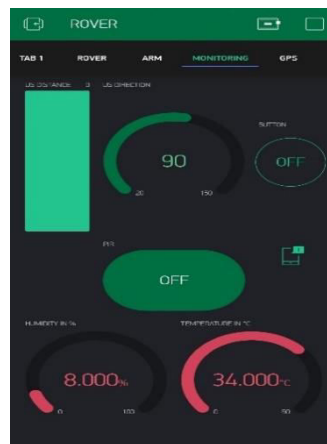 ROVER
TAB 1 ROVER ARM MONITORING GPS
US DISTANCE 0 US DIRECTION
BUTTON
90
OFF
20 150
PIR
OFF
HUMIDITY IN % TEMPERATURE IN °C
8.000% 34.000°C
0 100 0 50